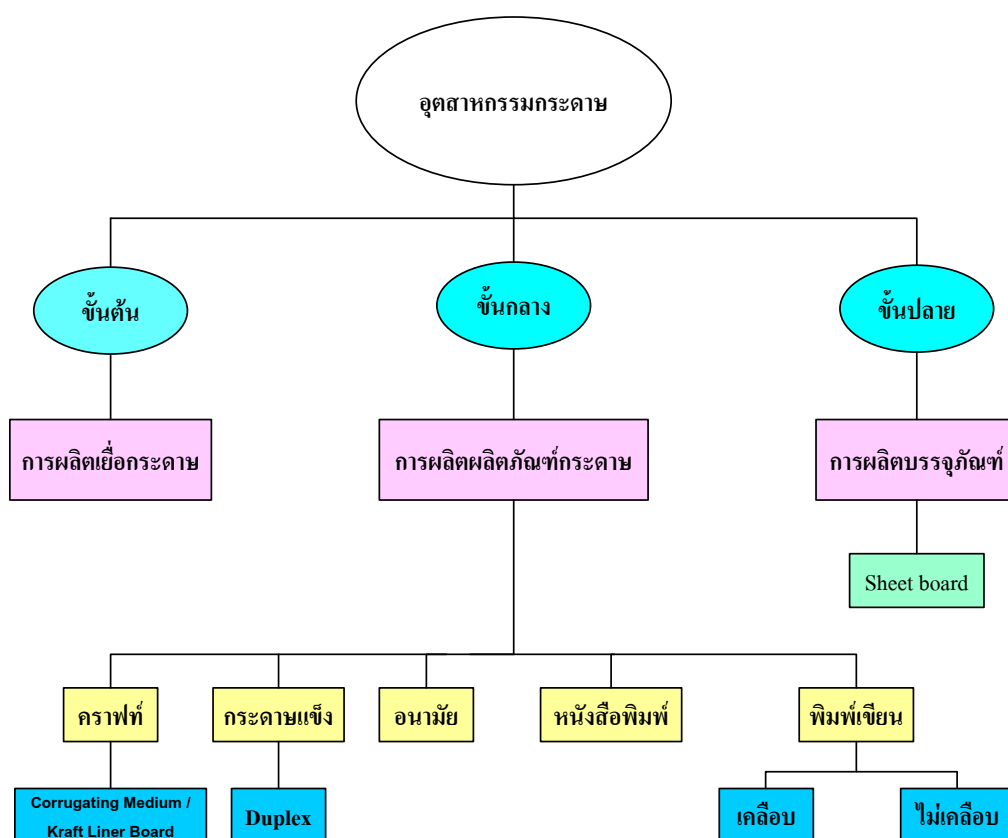 อุตสาหกรรมกระดาษ
ขั้นต้น
ขั้นกลาง
ขั้นปลาย
การผลิตเยื่อกระดาษ
การผลิตผลิตภัณฑ์กระดาษ
การผลิตบรรจุภัณฑ์
Sheet board
คราฟท์
กระดาษแข็ง
อนามัย
หนังสือพิมพ์
พิมพ์เขียน
Corrugating Medium /
Kraft Liner Board
Duplex
เคลือบ
ไม่เคลือบ